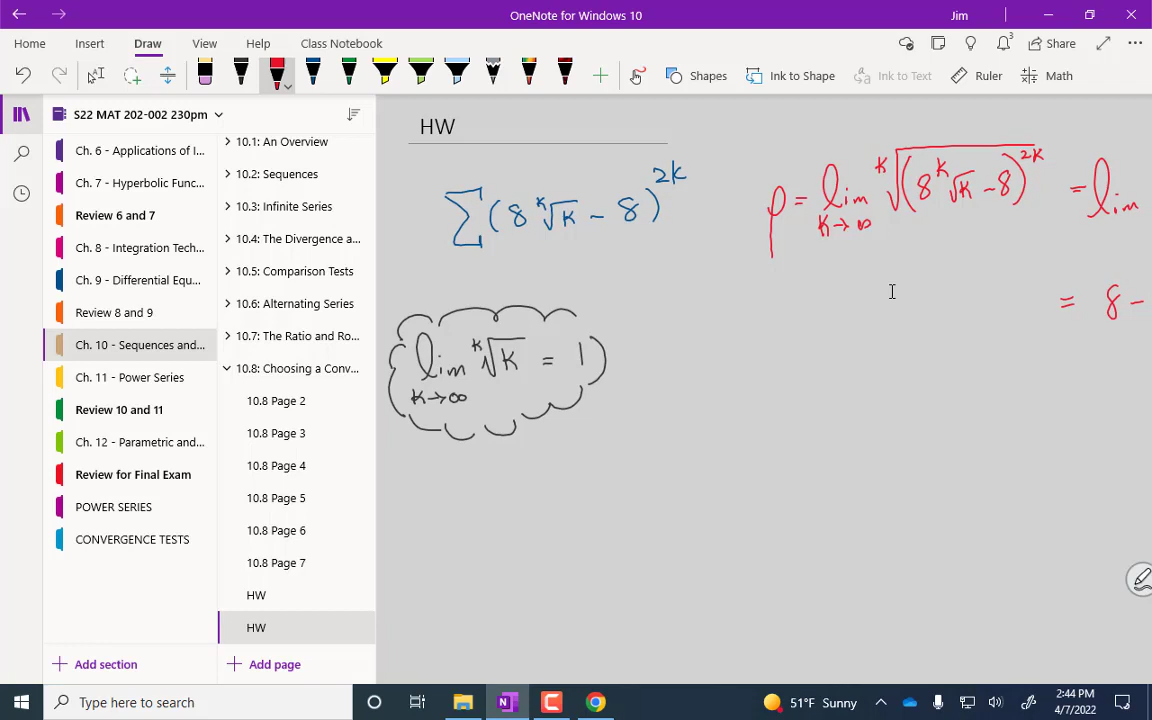 OneNote for Windows 10
Jim
Home Insert Draw View Help Class Notebook
Share
Shapes Ink to Shape Ink to Text Ruler Math
S22 MAT 202-002 230pm
Ch. 6 - Applications of I...
Ch. 7 - Hyperbolic Func...
Review 6 and 7
Ch. 8 - Integration Tech...
Ch. 9 - Differential Equ...
Review 8 and 9
Ch. 10 - Sequences and...
Ch. 11 - Power Series
Review 10 and 11
Ch. 12 - Parametric and...
Review for Final Exam
POWER SERIES
CONVERGENCE TESTS
Add section
10.1: An Overview
10.2: Sequences
10.3: Infinite Series
10.4: The Divergence a...
10.5: Comparison Tests
10.6: Alternating Series
10.7: The Ratio and Ro...
10.8: Choosing a Conv...
10.8 Page 2
10.8 Page 3
10.8 Page 4
10.8 Page 5
10.8 Page 6
10.8 Page 7
HW
HW
Add page
HW
∑(8 ᵏ√k − 8)²ᵏ
ρ = lim k→∞ ᵏ√(8 ᵏ√k − 8)²ᵏ = lim
= 8 −
lim k→∞ ᵏ√k = 1
Type here to search
51°F Sunny
2:44 PM
4/7/2022